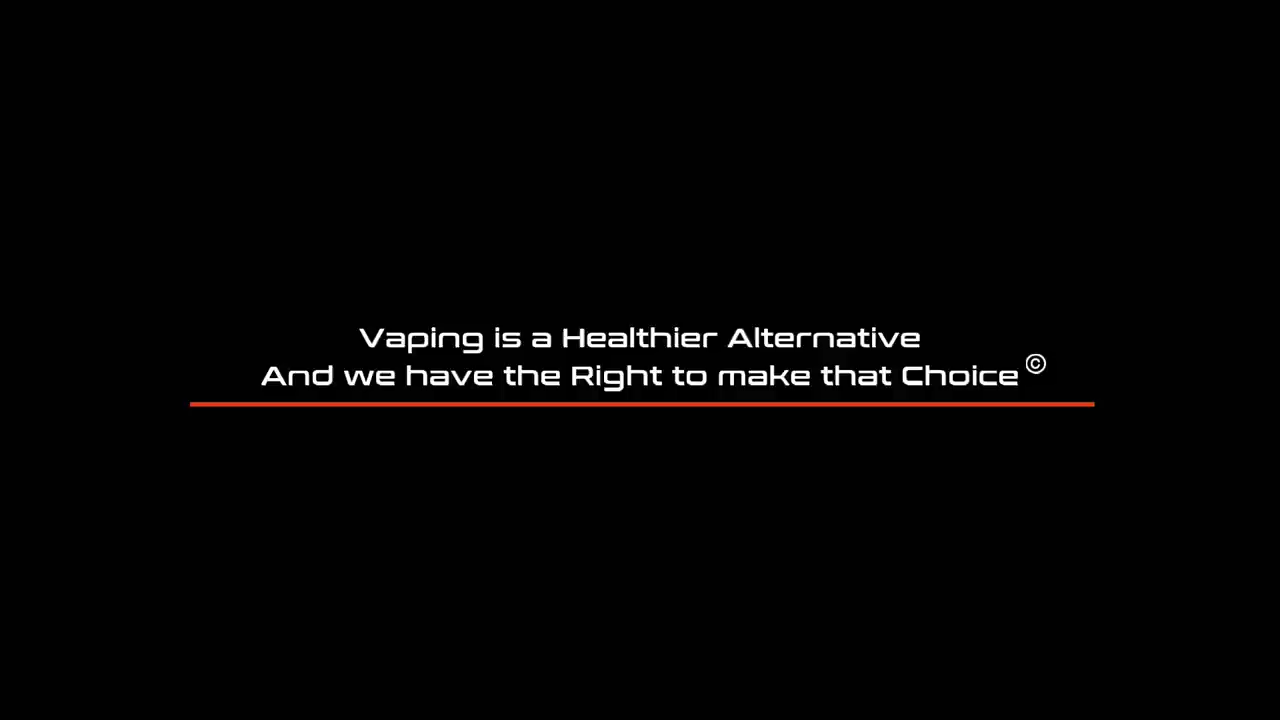 Vaping is a Healthier Alternative
And we have the Right to make that Choice©